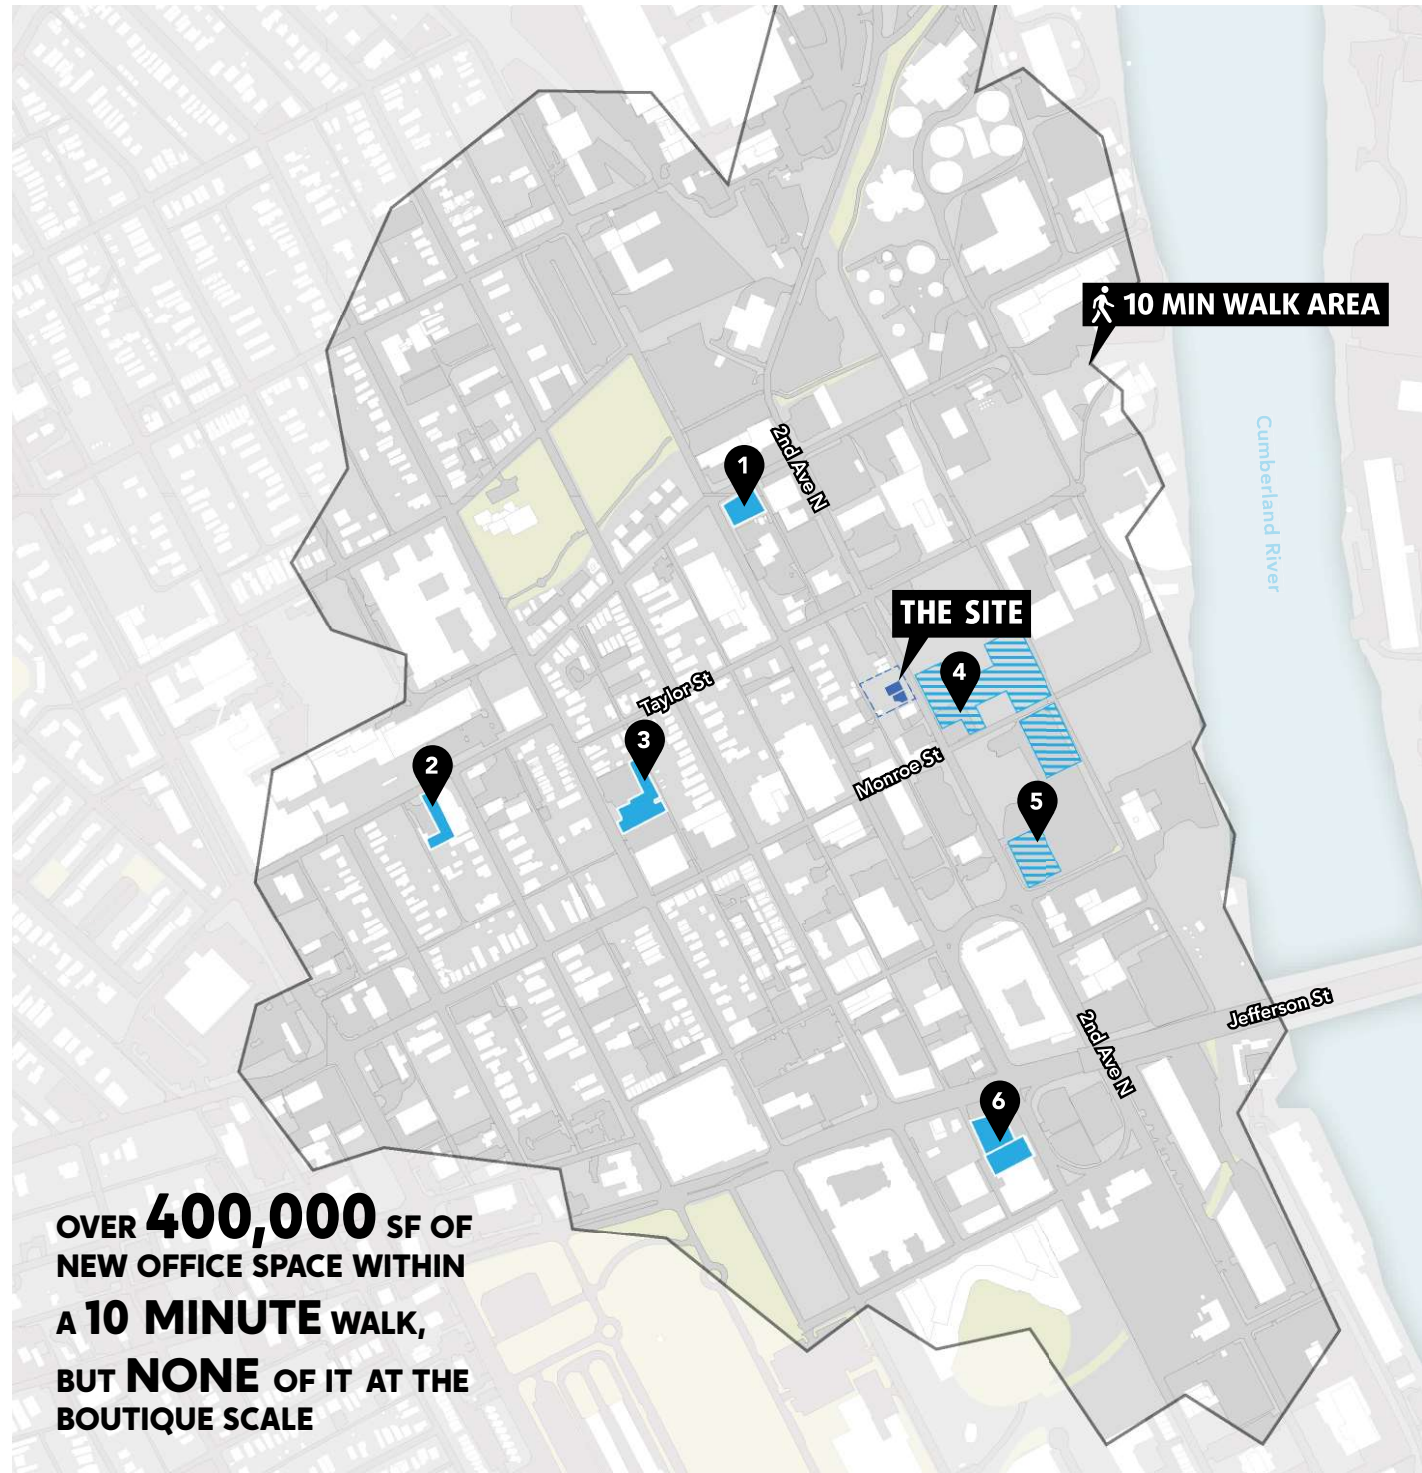 10 MIN WALK AREA
Cumberland River
2nd Ave N
1
THE SITE
4
Taylor St
3
2
Monroe St
5
Jefferson St
2nd Ave N
6
OVER 400,000 SF OF
NEW OFFICE SPACE WITHIN
A 10 MINUTE WALK,
BUT NONE OF IT AT THE
BOUTIQUE SCALE